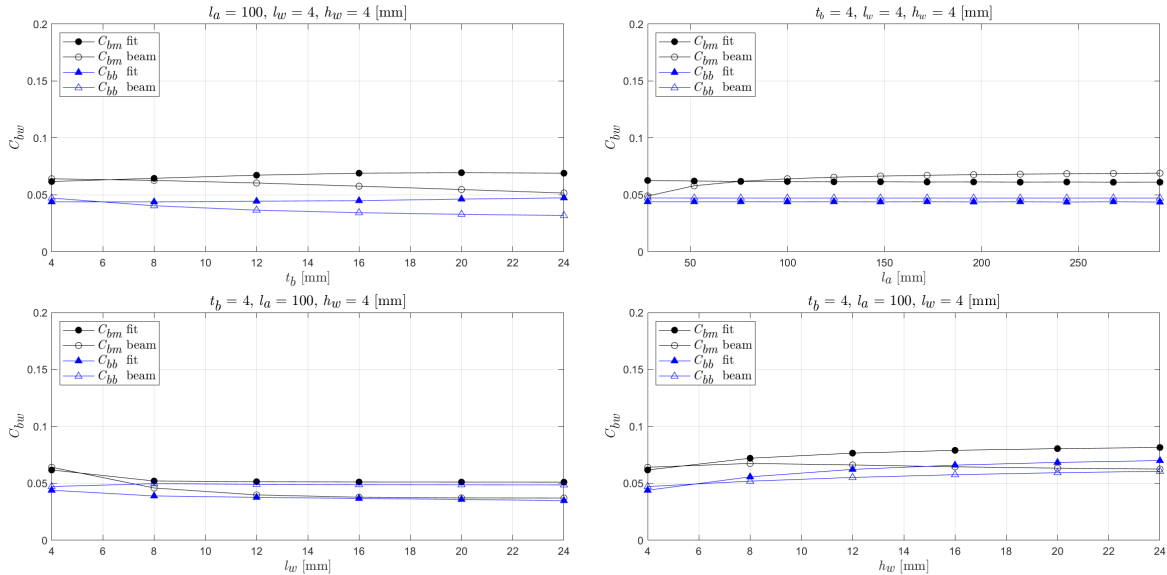 l_a = 100, l_w = 4, h_w = 4 [mm]
0.2
0.15
0.1
0.05
0
C_bw
C_bm fit
C_bm beam
C_bb fit
C_bb beam
4 6 8 10 12 14 16 18 20 22 24
t_b [mm]
t_b = 4, l_w = 4, h_w = 4 [mm]
0.2
0.15
0.1
0.05
0
C_bw
C_bm fit
C_bm beam
C_bb fit
C_bb beam
50 100 150 200 250
l_a [mm]
t_b = 4, l_a = 100, h_w = 4 [mm]
0.2
0.15
0.1
0.05
0
C_bw
C_bm fit
C_bm beam
C_bb fit
C_bb beam
4 6 8 10 12 14 16 18 20 22 24
l_w [mm]
t_b = 4, l_a = 100, l_w = 4 [mm]
0.2
0.15
0.1
0.05
0
C_bw
C_bm fit
C_bm beam
C_bb fit
C_bb beam
4 6 8 10 12 14 16 18 20 22 24
h_w [mm]